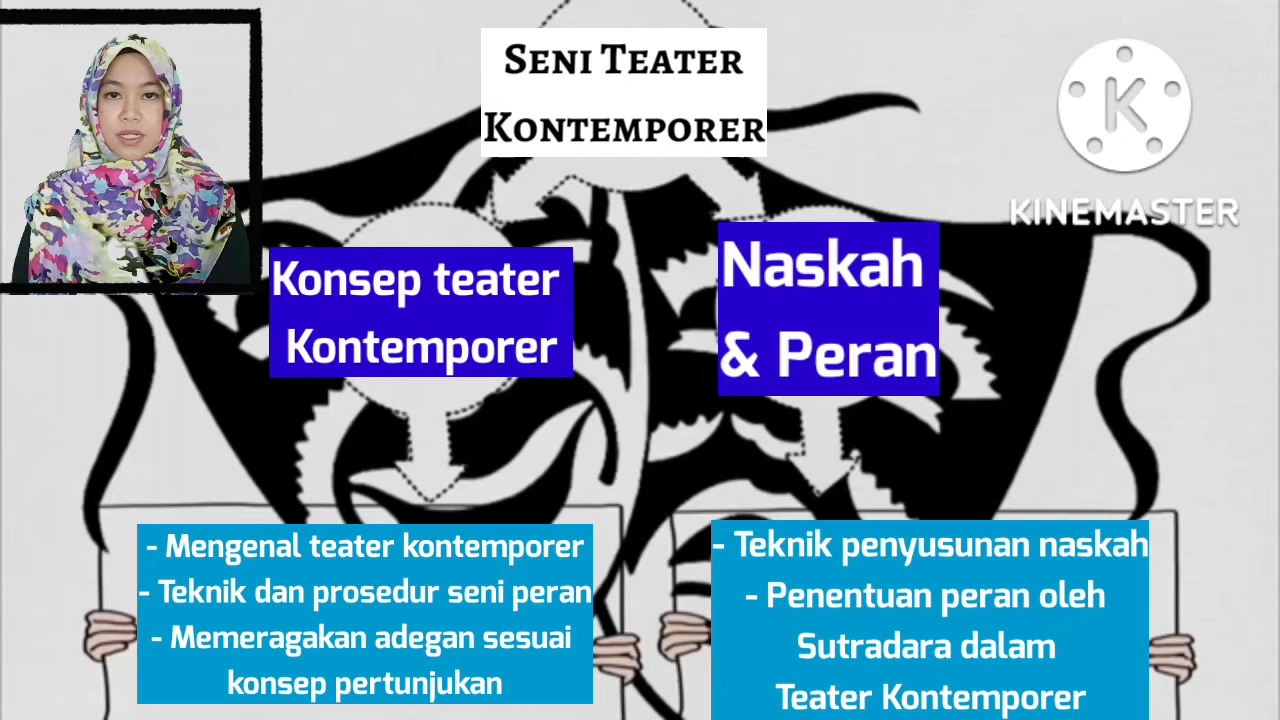 SENI TEATER
KONTEMPORER
K
KINEMASTER
Konsep teater
Kontemporer
Naskah
& Peran
- Mengenal teater kontemporer
- Teknik dan prosedur seni peran
- Memeragakan adegan sesuai
konsep pertunjukan
- Teknik penyusunan naskah
- Penentuan peran oleh
Sutradara dalam
Teater Kontemporer